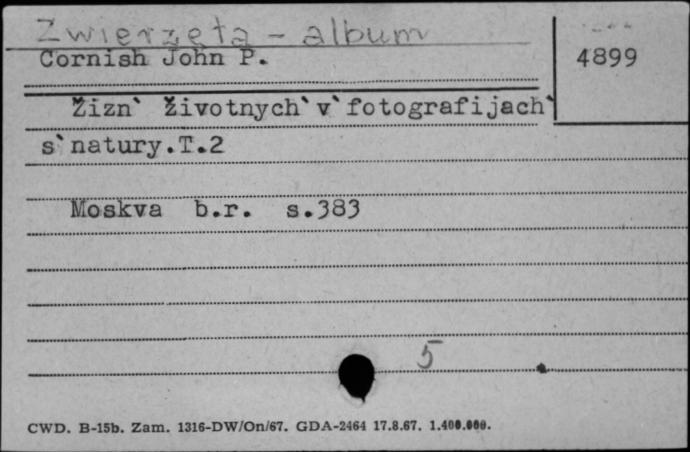 Zwierzęta - album
Cornish John P.
4899
Žizn` životnych`v`fotografijach`
s`natury.T.2
Moskva b.r. s.383
5
CWD. B-15b. Zam. 1316-DW/On/67. GDA-2464 17.8.67. 1.400.000.